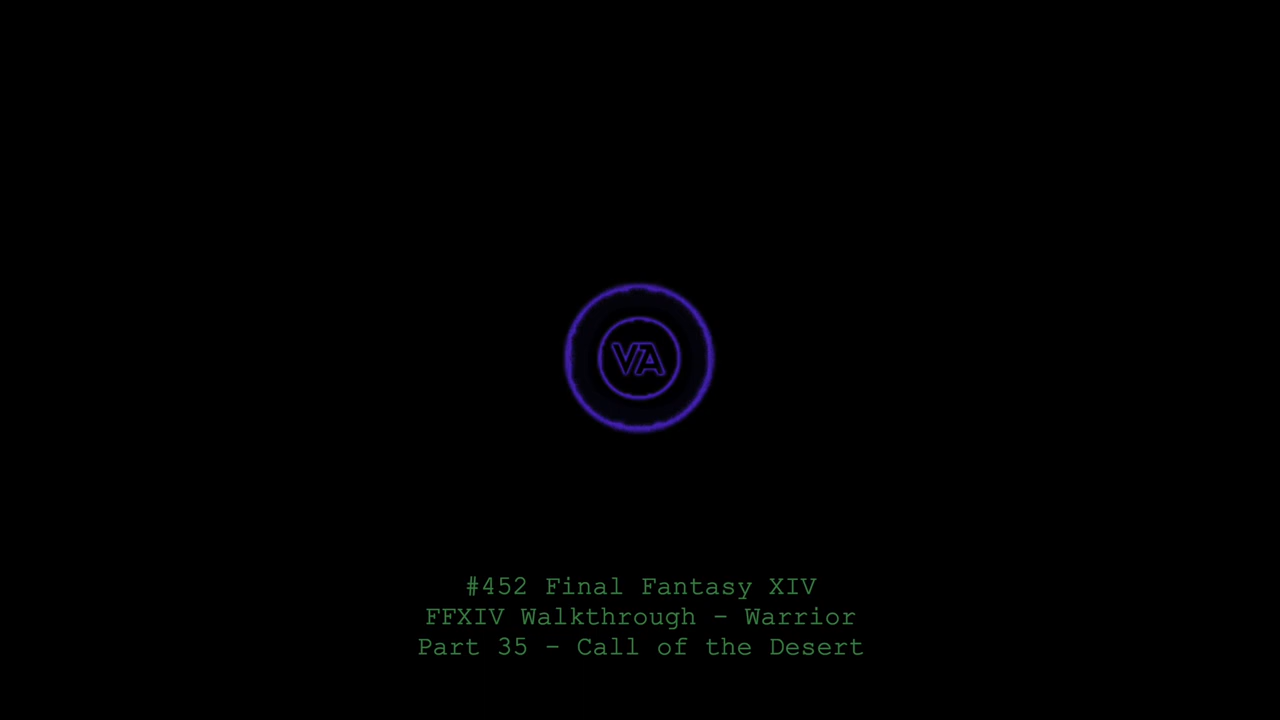 VA
#452 Final Fantasy XIV
FFXIV Walkthrough - Warrior
Part 35 - Call of the Desert